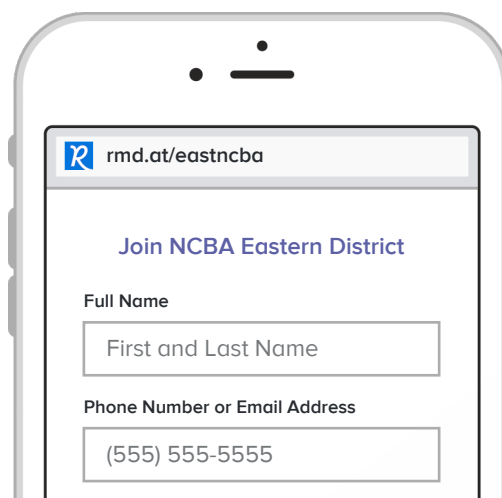 rmd.at/eastncba
Join NCBA Eastern District
Full Name
First and Last Name
Phone Number or Email Address
(555) 555-5555